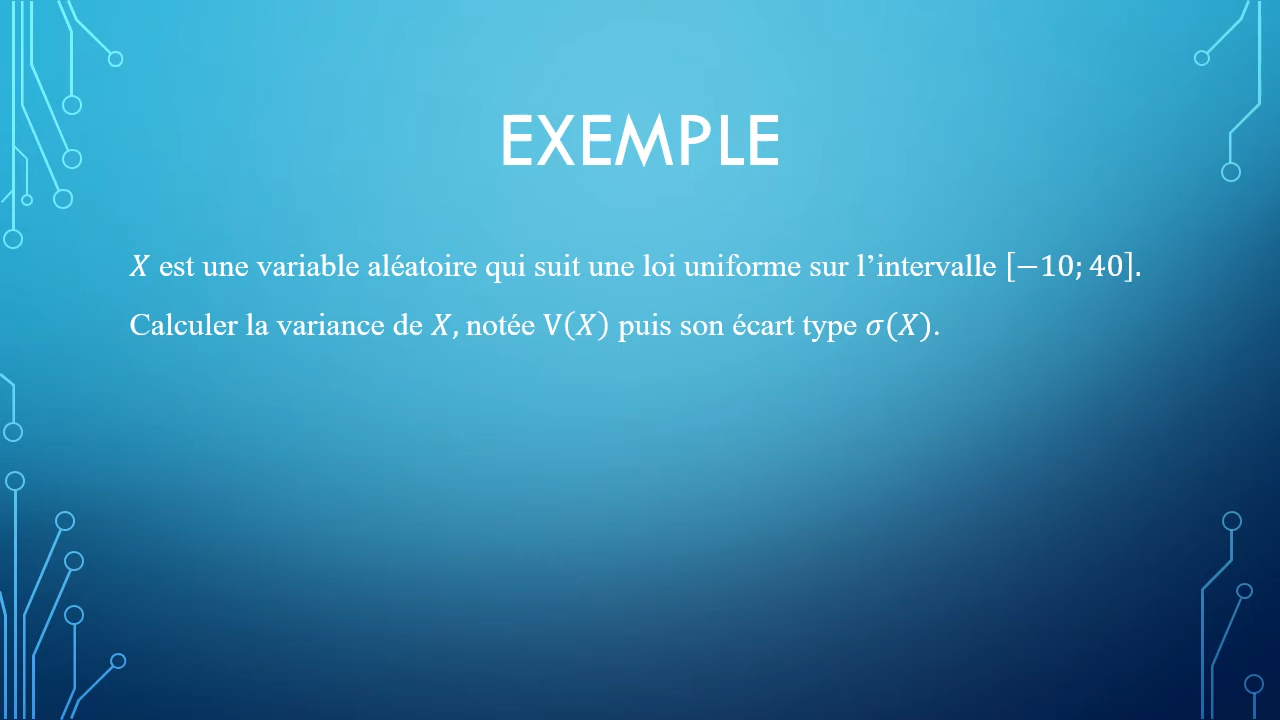 EXEMPLE
X est une variable aléatoire qui suit une loi uniforme sur l’intervalle [−10; 40].
Calculer la variance de X, notée V(X) puis son écart type σ(X).